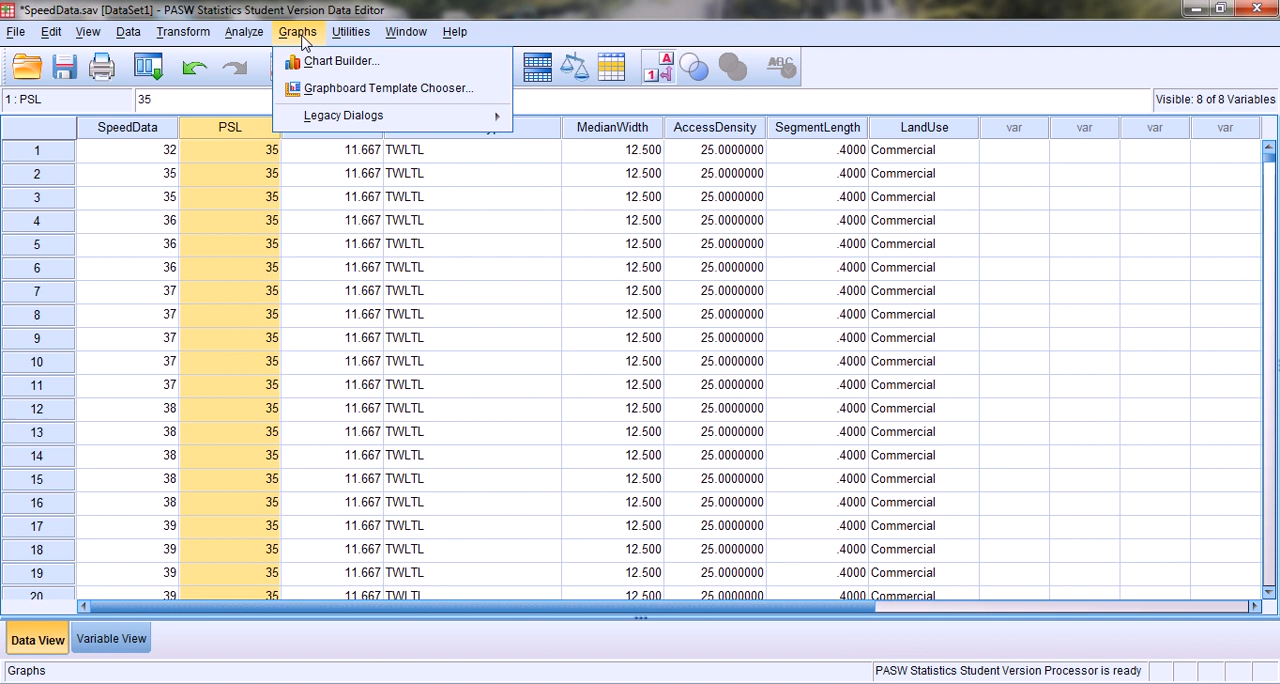 *SpeedData.sav [DataSet1] - PASW Statistics Student Version Data Editor
File Edit View Data Transform Analyze Graphs Utilities Window Help
Chart Builder...
Graphboard Template Chooser...
Legacy Dialogs
1 : PSL 35 Visible: 8 of 8 Variables
SpeedData PSL MedianWidth AccessDensity SegmentLength LandUse var var var var
1 32 35 11.667 TWLTL 12.500 25.0000000 .4000 Commercial
2 35 35 11.667 TWLTL 12.500 25.0000000 .4000 Commercial
3 35 35 11.667 TWLTL 12.500 25.0000000 .4000 Commercial
4 36 35 11.667 TWLTL 12.500 25.0000000 .4000 Commercial
5 36 35 11.667 TWLTL 12.500 25.0000000 .4000 Commercial
6 36 35 11.667 TWLTL 12.500 25.0000000 .4000 Commercial
7 37 35 11.667 TWLTL 12.500 25.0000000 .4000 Commercial
8 37 35 11.667 TWLTL 12.500 25.0000000 .4000 Commercial
9 37 35 11.667 TWLTL 12.500 25.0000000 .4000 Commercial
10 37 35 11.667 TWLTL 12.500 25.0000000 .4000 Commercial
11 37 35 11.667 TWLTL 12.500 25.0000000 .4000 Commercial
12 38 35 11.667 TWLTL 12.500 25.0000000 .4000 Commercial
13 38 35 11.667 TWLTL 12.500 25.0000000 .4000 Commercial
14 38 35 11.667 TWLTL 12.500 25.0000000 .4000 Commercial
15 38 35 11.667 TWLTL 12.500 25.0000000 .4000 Commercial
16 38 35 11.667 TWLTL 12.500 25.0000000 .4000 Commercial
17 39 35 11.667 TWLTL 12.500 25.0000000 .4000 Commercial
18 39 35 11.667 TWLTL 12.500 25.0000000 .4000 Commercial
19 39 35 11.667 TWLTL 12.500 25.0000000 .4000 Commercial
20 39 35 11.667 TWLTL 12.500 25.0000000 .4000 Commercial
Data View Variable View
Graphs PASW Statistics Student Version Processor is ready